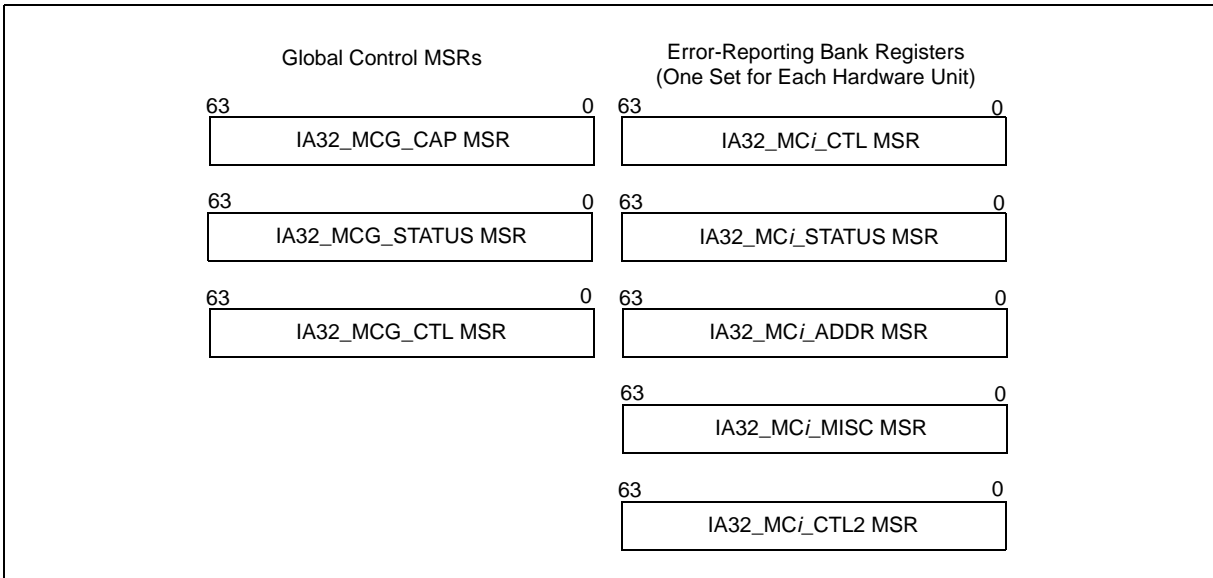 Global Control MSRs
Error-Reporting Bank Registers
(One Set for Each Hardware Unit)
63 0
IA32_MCG_CAP MSR
63 0
IA32_MCi_CTL MSR
63 0
IA32_MCG_STATUS MSR
63 0
IA32_MCi_STATUS MSR
63 0
IA32_MCG_CTL MSR
63 0
IA32_MCi_ADDR MSR
63 0
IA32_MCi_MISC MSR
63 0
IA32_MCi_CTL2 MSR